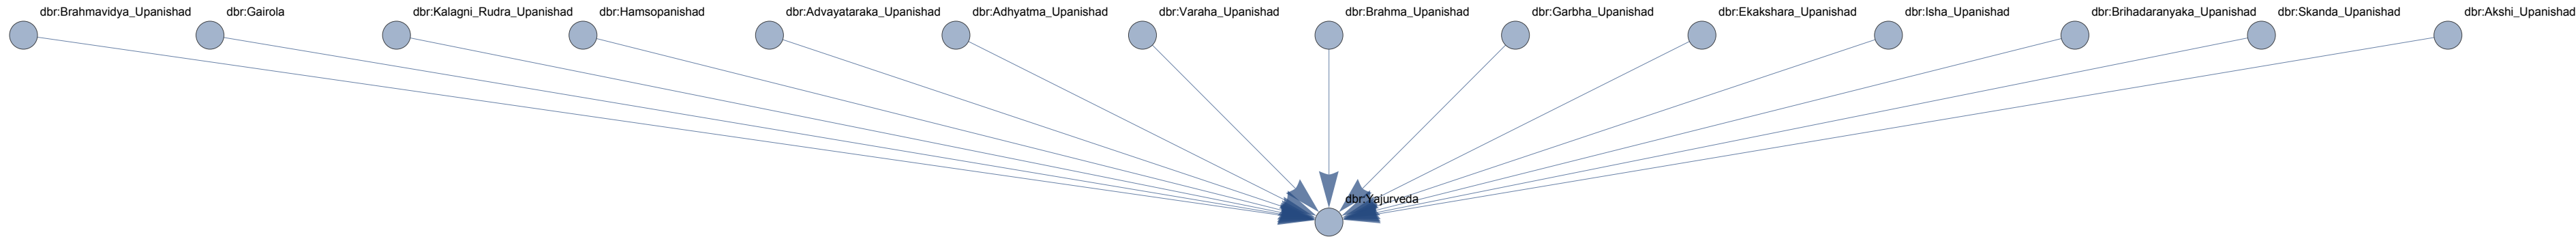 dbr:Brahmavidya_Upanishad
dbr:Gairola
dbr:Kalagni_Rudra_Upanishad
dbr:Hamsopanishad
dbr:Advayataraka_Upanishad
dbr:Adhyatma_Upanishad
dbr:Varaha_Upanishad
dbr:Brahma_Upanishad
dbr:Garbha_Upanishad
dbr:Ekakshara_Upanishad
dbr:Isha_Upanishad
dbr:Brihadaranyaka_Upanishad
dbr:Skanda_Upanishad
dbr:Akshi_Upanishad
dbr:Yajurveda